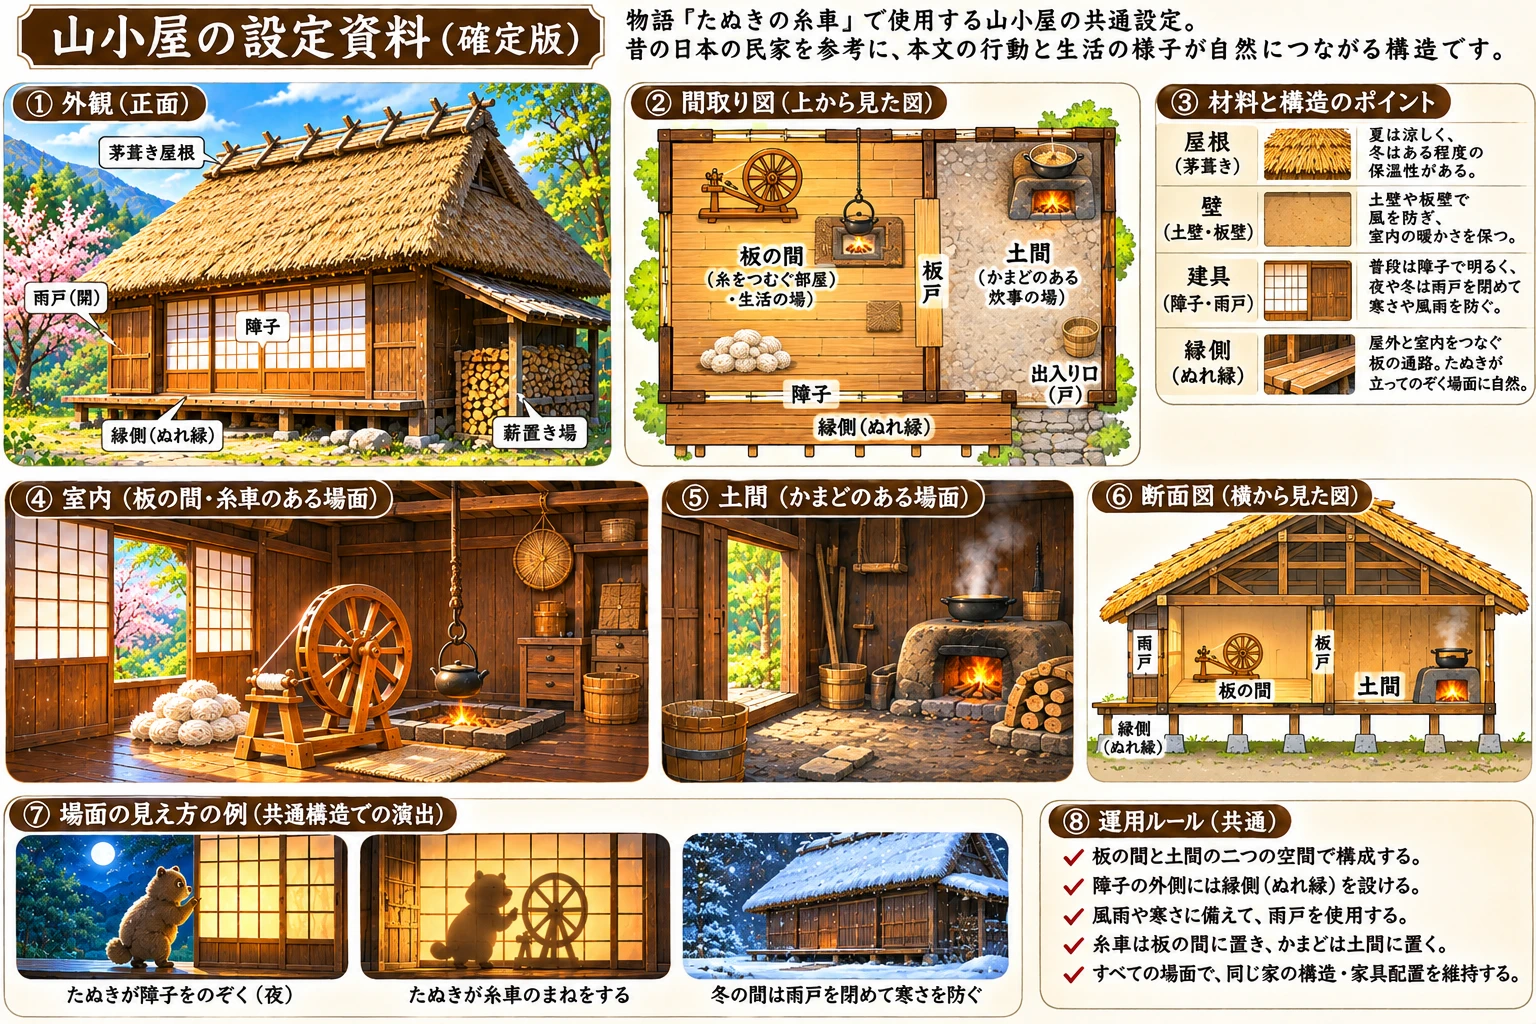 山小屋の設定資料(確定版)
物語「たぬきの糸車」で使用する山小屋の共通設定。
昔の日本の民家を参考に、本文の行動と生活の様子が自然につながる構造です。
① 外観(正面)
茅葺き屋根
雨戸(開)
障子
縁側(ぬれ縁)
薪置き場
② 間取り図(上から見た図)
板の間
(糸をつむぐ部屋)
・生活の場)
板戸
土間
(かまどのある
炊事の場)
出入り口
(戸)
障子
縁側(ぬれ縁)
③ 材料と構造のポイント
屋根
(茅葺き)
夏は涼しく、
冬はある程度の
保温性がある。
壁
(土壁・板壁)
土壁や板壁で
風を防ぎ、
室内の暖かさを保つ。
建具
(障子・雨戸)
普段は障子で明るく、
夜や冬は雨戸を閉めて
寒さや風雨を防ぐ。
縁側
(ぬれ縁)
屋外と室内をつなぐ
板の通路。たぬきが
立ってのぞく場面に自然。
④ 室内(板の間・糸車のある場面)
⑤ 土間(かまどのある場面)
⑥ 断面図(横から見た図)
雨戸
板戸
板の間
土間
縁側
(ぬれ縁)
⑦ 場面の見え方の例(共通構造での演出)
たぬきが障子をのぞく(夜)
たぬきが糸車のまねをする
冬の間は雨戸を閉めて寒さを防ぐ
⑧ 運用ルール(共通)
✓ 板の間と土間の二つの空間で構成する。
✓ 障子の外側には縁側(ぬれ縁)を設ける。
✓ 風雨や寒さに備えて、雨戸を使用する。
✓ 糸車は板の間に置き、かまどは土間に置く。
✓ すべての場面で、同じ家の構造・家具配置を維持する。